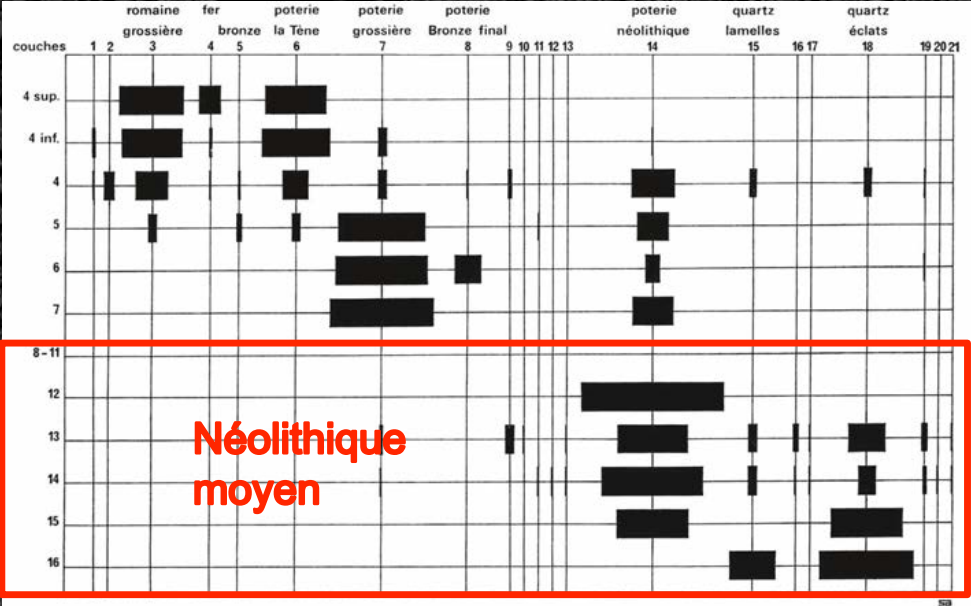 romaine fer poterie poterie poterie poterie quartz quartz
grossière bronze la Tène grossière Bronze final néolithique lamelles éclats
couches 1 2 3 4 5 6 7 8 9 10 11 12 13 14 15 16 17 18 19 20 21
4 sup.
4 inf.
4
5
6
7
8-11
12
13
14
15
16
Néolithique
moyen